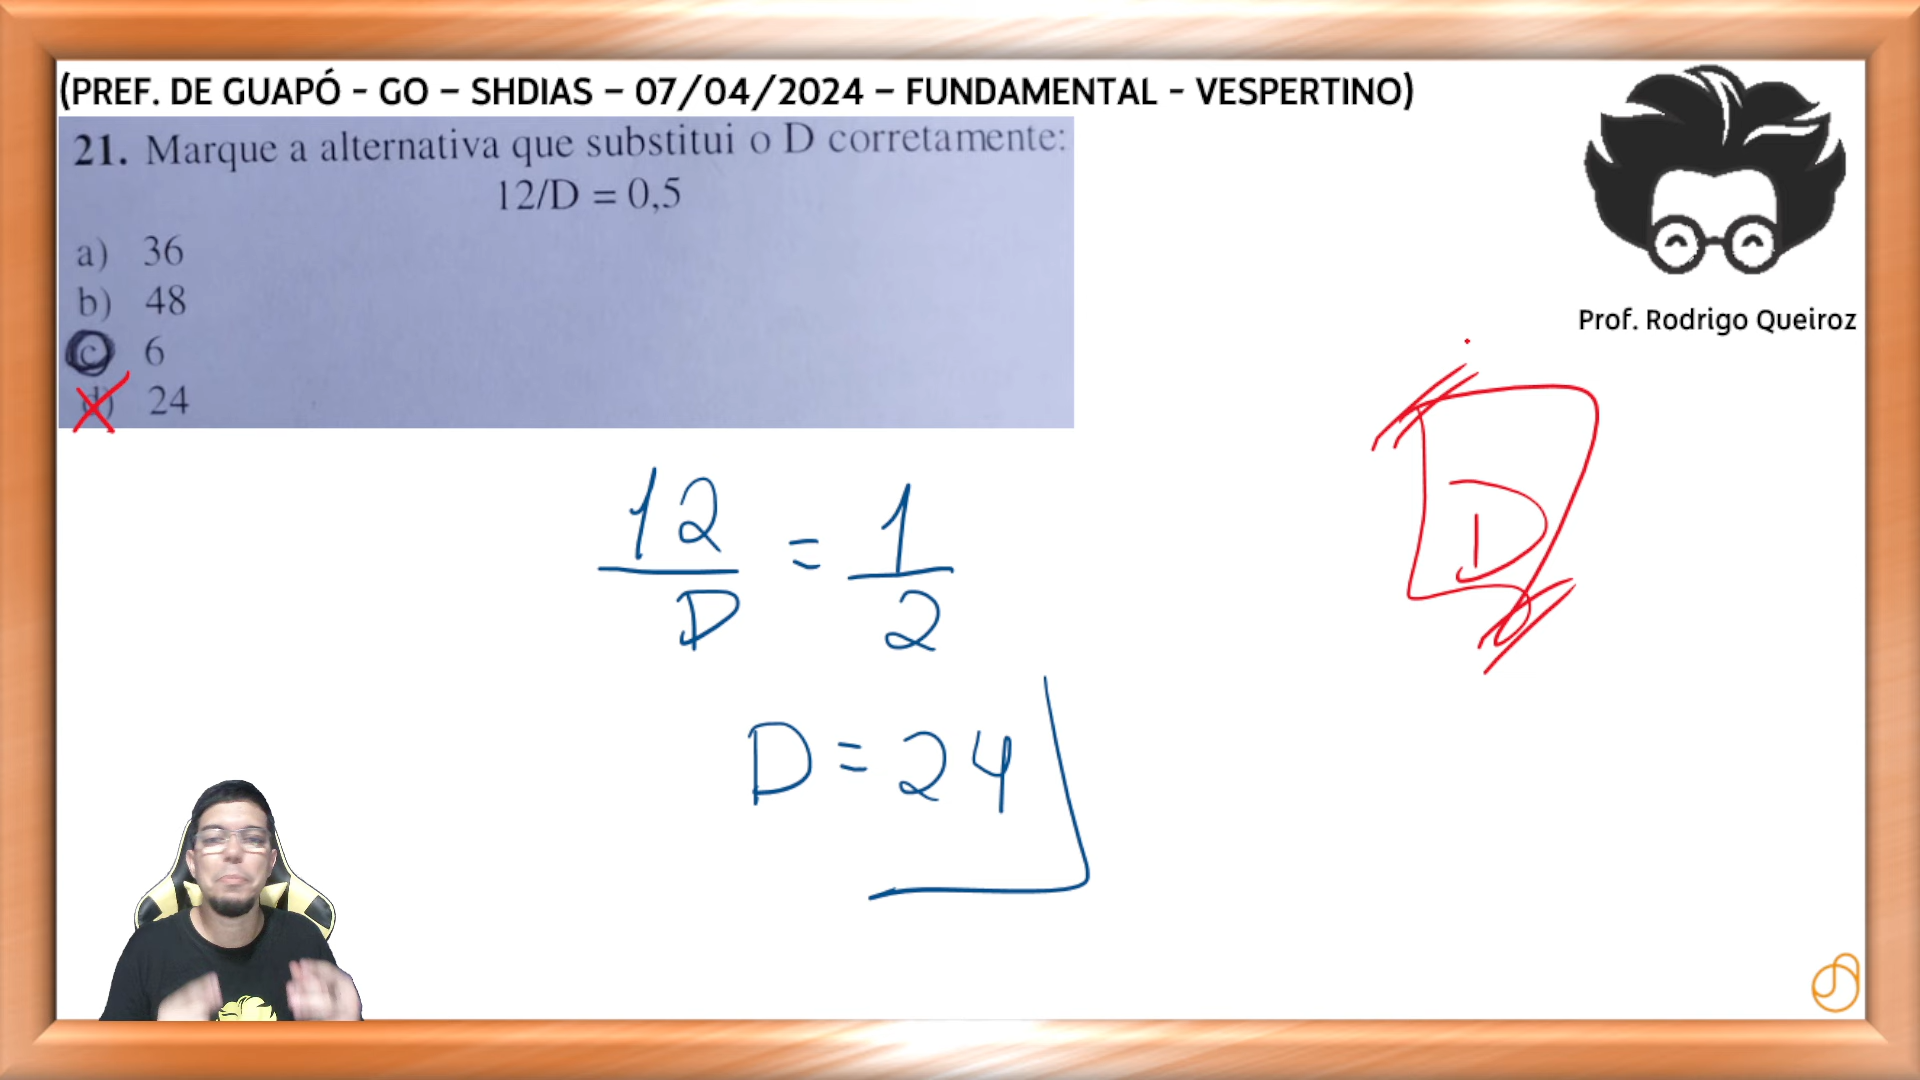 (PREF. DE GUAPÓ - GO – SHDIAS – 07/04/2024 – FUNDAMENTAL - VESPERTINO)
21. Marque a alternativa que substitui o D corretamente:
12/D = 0,5
a) 36
b) 48
c) 6
d) 24
Prof. Rodrigo Queiroz
D
12 = 1
D 2
D = 24